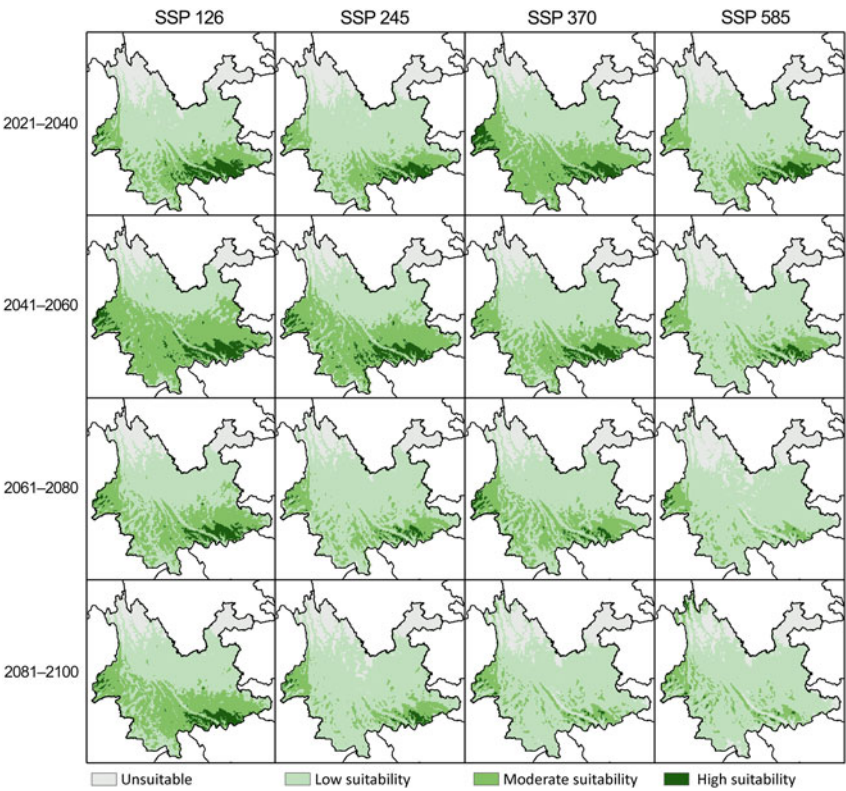 SSP 126 SSP 245 SSP 370 SSP 585
2021–2040
2041–2060
2061–2080
2081–2100
Unsuitable Low suitability Moderate suitability High suitability